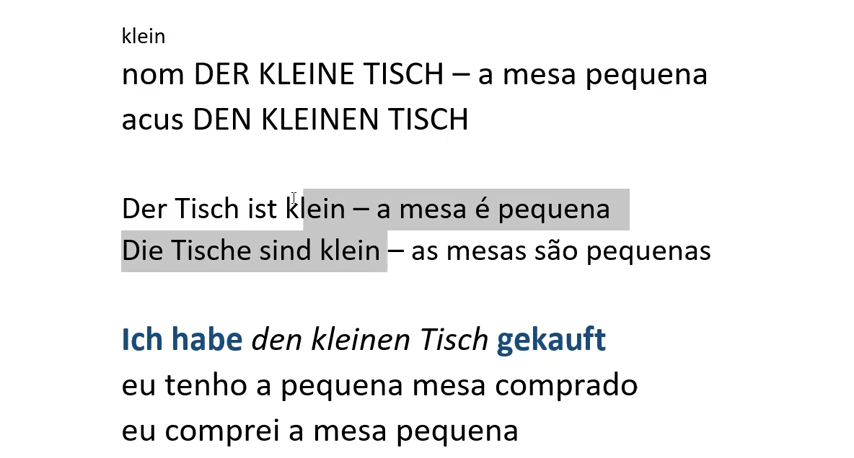 klein
nom DER KLEINE TISCH – a mesa pequena
acus DEN KLEINEN TISCH
Der Tisch ist klein – a mesa é pequena
Die Tische sind klein – as mesas são pequenas
Ich habe den kleinen Tisch gekauft
eu tenho a pequena mesa comprado
eu comprei a mesa pequena